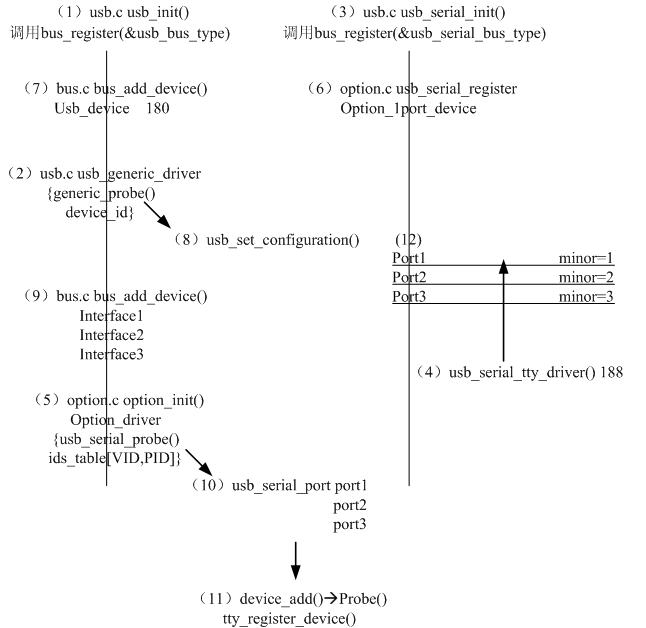 （1）usb.c usb_init()
调用bus_register(&usb_bus_type)
（3）usb.c usb_serial_init()
调用bus_register(&usb_serial_bus_type)
（7）bus.c bus_add_device()
Usb_device 180
（6）option.c usb_serial_register
Option_1port_device
（2）usb.c usb_generic_driver
{generic_probe()
device_id}
（8）usb_set_configuration()
(12)
Port1 minor=1
Port2 minor=2
Port3 minor=3
（9）bus.c bus_add_device()
Interface1
Interface2
Interface3
（4）usb_serial_tty_driver() 188
（5）option.c option_init()
Option_driver
{usb_serial_probe()
ids_table[VID,PID]}
（10）usb_serial_port port1
port2
port3
（11）device_add()→Probe()
tty_register_device()